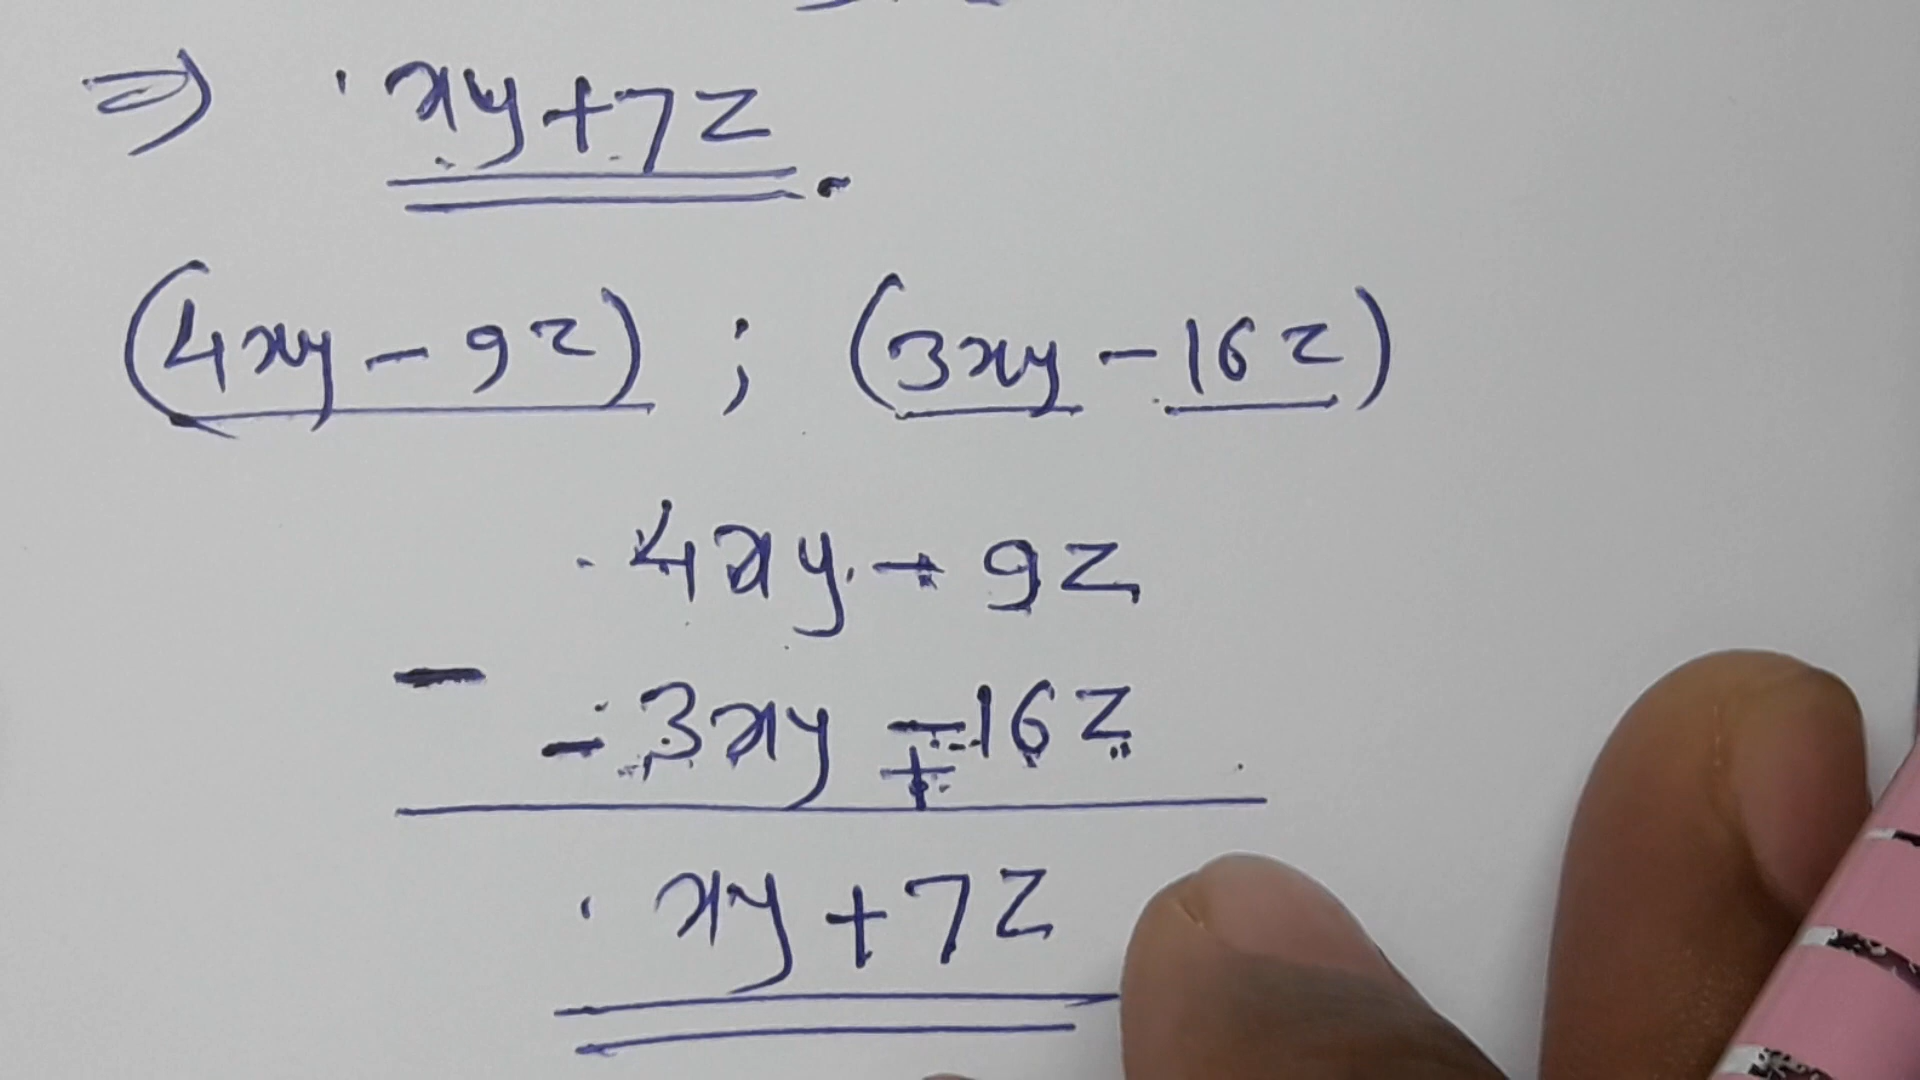 ⇒ xy+7z.
(4xy - 9z) ; (3xy - 16z)
4xy - 9z
- - 3xy - 16z
+
xy + 7z